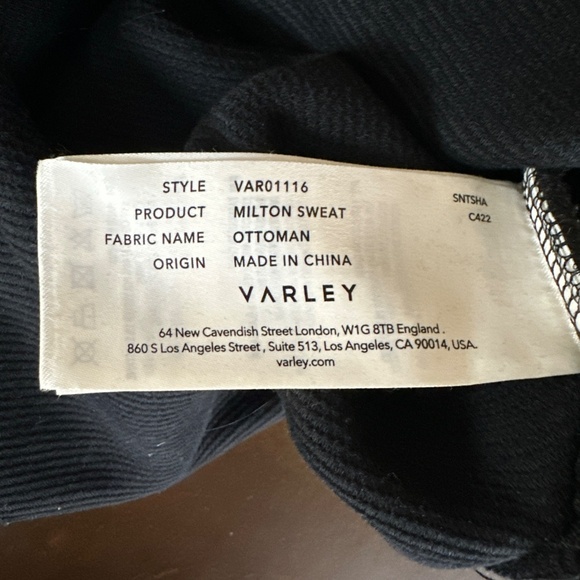 STYLE VAR01116
PRODUCT MILTON SWEAT
FABRIC NAME OTTOMAN
ORIGIN MADE IN CHINA
SNTSHA
C422
VARLEY
64 New Cavendish Street London, W1G 8TB England .
860 S Los Angeles Street , Suite 513, Los Angeles, CA 90014, USA.
varley.com